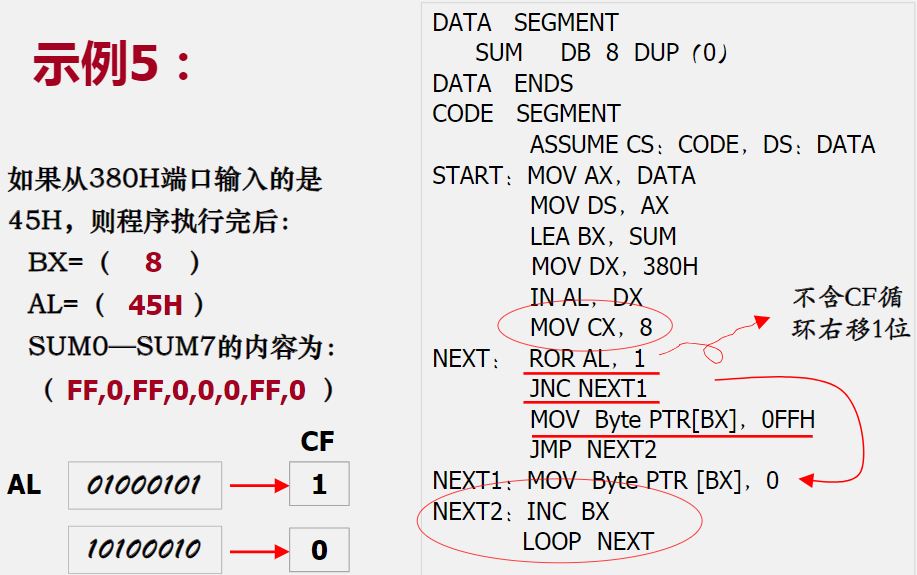 示例5：
如果从380H端口输入的是
45H，则程序执行完后：
BX=（ 8 ）
AL=（ 45H ）
SUM0—SUM7的内容为：
（ FF,0,FF,0,0,0,FF,0 ）
CF
AL 01000101 1
10100010 0
DATA SEGMENT
SUM DB 8 DUP（0）
DATA ENDS
CODE SEGMENT
ASSUME CS：CODE，DS：DATA
START：MOV AX，DATA
MOV DS，AX
LEA BX，SUM
MOV DX，380H
IN AL，DX
MOV CX，8
NEXT： ROR AL，1
JNC NEXT1
MOV Byte PTR[BX]，0FFH
JMP NEXT2
NEXT1：MOV Byte PTR [BX]，0
NEXT2：INC BX
LOOP NEXT
不含CF循
环右移1位